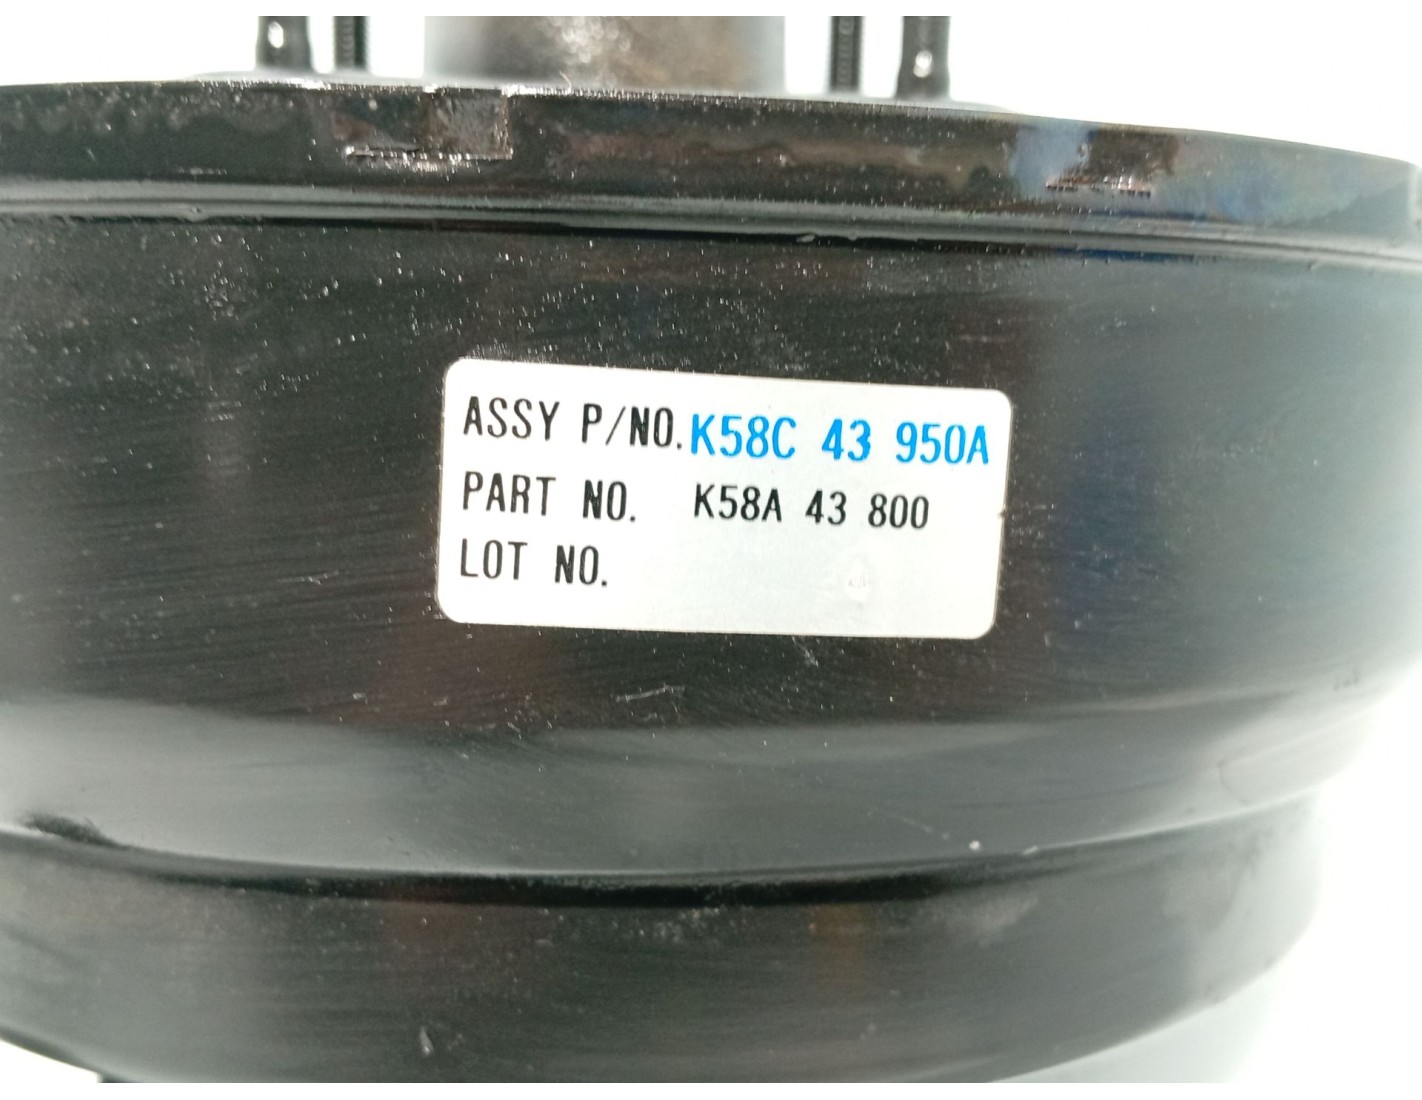 ASSY P/NO. K58C 43 950A
PART NO. K58A 43 800
LOT NO.